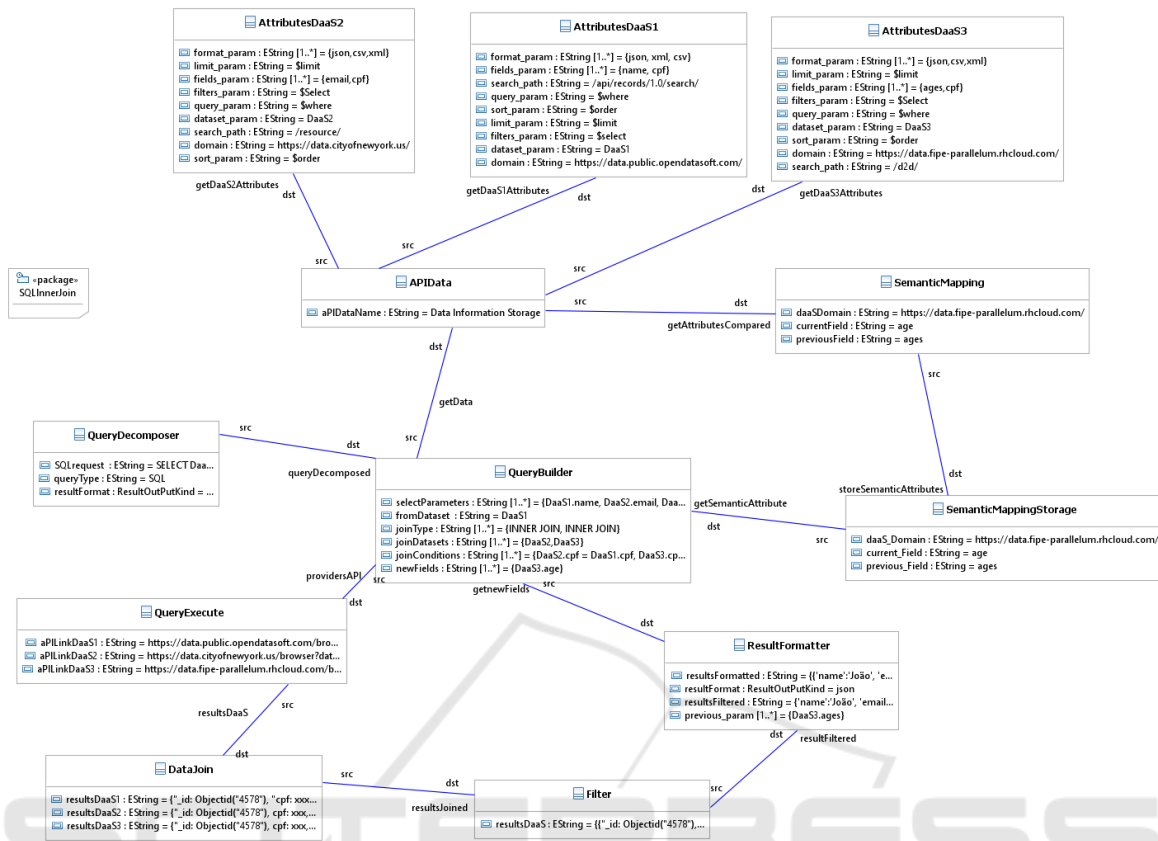 AttributesDaaS2
format_param : EString [1..*] = {json,csv,xml}
limit_param : EString = $limit
fields_param : EString [1..*] = {email,cpf}
filters_param : EString = $Select
query_param : EString = $where
dataset_param : EString = DaaS2
search_path : EString = /resource/
domain : EString = https://data.cityofnewyork.us/
sort_param : EString = $order
AttributesDaaS1
format_param : EString [1..*] = {json, xml, csv}
fields_param : EString [1..*] = {name, cpf}
search_path : EString = /api/records/1.0/search/
query_param : EString = $where
sort_param : EString = $order
limit_param : EString = $limit
filters_param : EString = $select
dataset_param : EString = DaaS1
domain : EString = https://data.public.opendatasoft.com/
AttributesDaaS3
format_param : EString [1..*] = {json,csv,xml}
limit_param : EString = $limit
fields_param : EString [1..*] = {ages,cpf}
filters_param : EString = $Select
query_param : EString = $where
dataset_param : EString = DaaS3
sort_param : EString = $order
domain : EString = https://data.fipe-parallelum.rhcloud.com/
search_path : EString = /d2d/
getDaaS2Attributes
dst
getDaaS1Attributes
dst
dst
getDaaS3Attributes
src
src
src
«package»
SQLInnerJoin
APIData
aPIDataName : EString = Data Information Storage
src
dst
getAttributesCompared
SemanticMapping
daaSDomain : EString = https://data.fipe-parallelum.rhcloud.com/
currentField : EString = age
previousField : EString = ages
dst
getData
src
src
dst
storeSemanticAttributes
QueryDecomposer
SQLrequest : EString = SELECT Daa...
queryType : EString = SQL
resultFormat : ResultOutPutKind = ...
src
dst
queryDecomposed
QueryBuilder
selectParameters : EString [1..*] = {DaaS1.name, DaaS2.email, Daa...
fromDataset : EString = DaaS1
joinType : EString [1..*] = {INNER JOIN, INNER JOIN}
joinDatasets : EString [1..*] = {DaaS2,DaaS3}
joinConditions : EString [1..*] = {DaaS2.cpf = DaaS1.cpf, DaaS3.cp...
newFields : EString [1..*] = {DaaS3.age}
getSemanticAttribute
dst
src
SemanticMappingStorage
daaS_Domain : EString = https://data.fipe-parallelum.rhcloud.com/
current_Field : EString = age
previous_Field : EString = ages
providersAPI
src
dst
getnewFields
src
dst
QueryExecute
aPILinkDaaS1 : EString = https://data.public.opendatasoft/bro...
aPILinkDaaS2 : EString = https://data.cityofnewyork.us/browser?dat...
aPILinkDaaS3 : EString = https://data.fipe-parallelum.rhcloud.com/b...
ResultFormatter
resultsFormatted : EString = {{'name':'João', 'e...
resultFormat : ResultOutPutKind = json
resultsFiltered : EString = {'name':'João', 'email...
previous_param [1..*] = {DaaS3.ages}
resultsDaaS
src
dst
dst
resultFiltered
DataJoin
resultsDaaS1 : EString = {"_id: Objectid("4578"), "cpf: xxx...
resultsDaaS2 : EString = {"_id: Objectid("4578"), cpf: xxx,...
resultsDaaS3 : EString = {"_id: Objectid("4578"), cpf: xxx,...
src
dst
resultsJoined
Filter
resultsDaaS : EString = {{"_id: Objectid("4578"),...
src